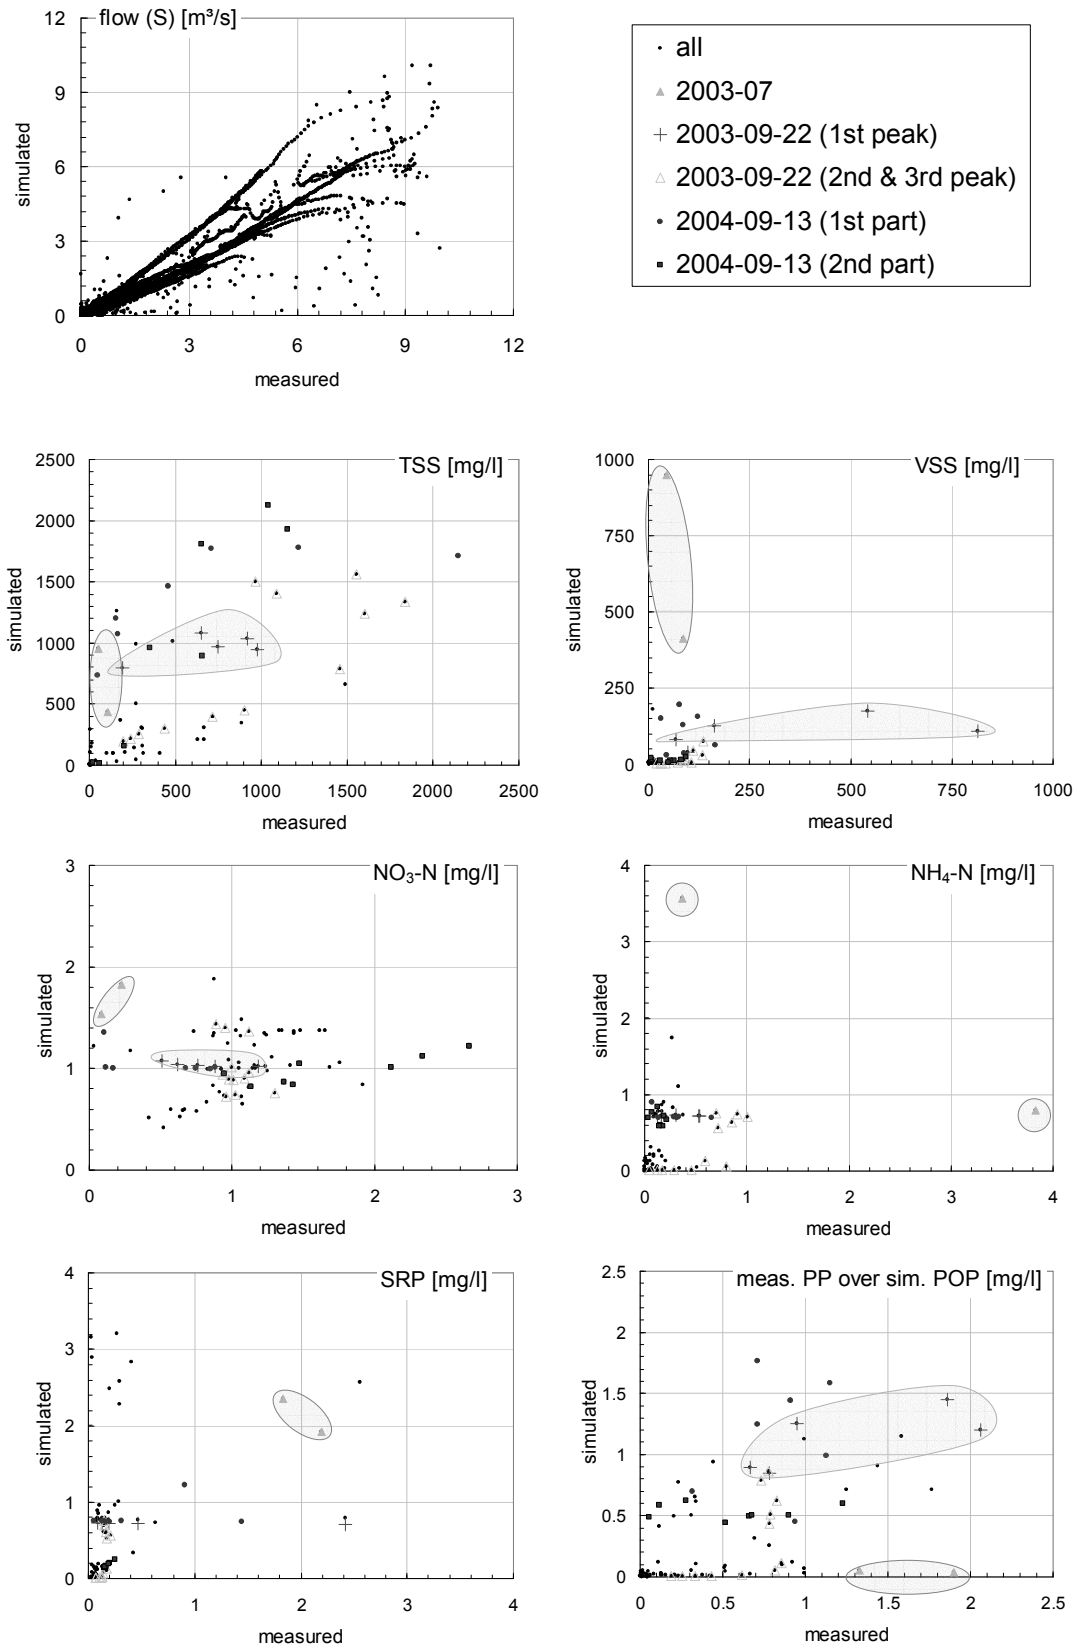 flow (S) [m³/s]
12
9
6
3
0
simulated
0 3 6 9 12
measured
all
2003-07
2003-09-22 (1st peak)
2003-09-22 (2nd & 3rd peak)
2004-09-13 (1st part)
2004-09-13 (2nd part)
TSS [mg/l]
2500
2000
1500
1000
500
0
simulated
0 500 1000 1500 2000 2500
measured
VSS [mg/l]
1000
750
500
250
0
simulated
0 250 500 750 1000
measured
NO₃-N [mg/l]
3
2
1
0
simulated
0 1 2 3
measured
NH₄-N [mg/l]
4
3
2
1
0
simulated
0 1 2 3 4
measured
SRP [mg/l]
4
3
2
1
0
simulated
0 1 2 3 4
measured
meas. PP over sim. POP [mg/l]
2.5
2
1.5
1
0.5
0
simulated
0 0.5 1 1.5 2 2.5
measured